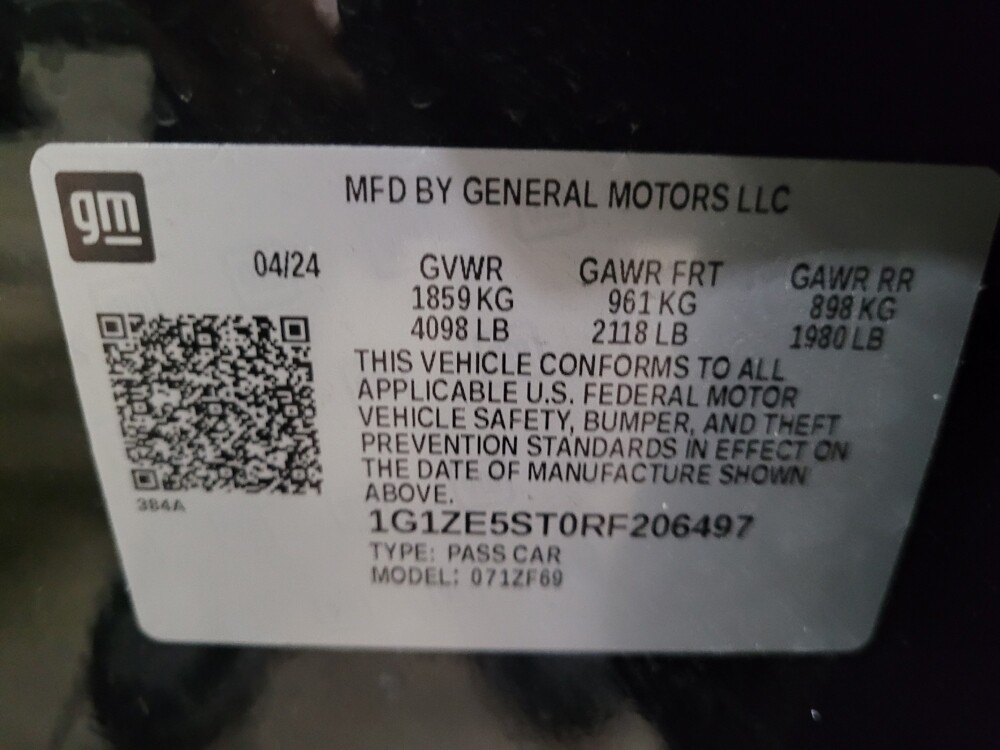 gm
MFD BY GENERAL MOTORS LLC
04/24 GVWR GAWR FRT GAWR RR
1859 KG 961 KG 898 KG
4098 LB 2118 LB 1980 LB
THIS VEHICLE CONFORMS TO ALL
APPLICABLE U.S. FEDERAL MOTOR
VEHICLE SAFETY, BUMPER, AND THEFT
PREVENTION STANDARDS IN EFFECT ON
THE DATE OF MANUFACTURE SHOWN
ABOVE.
384A
1G1ZE5ST0RF206497
TYPE: PASS CAR
MODEL: 071ZF69